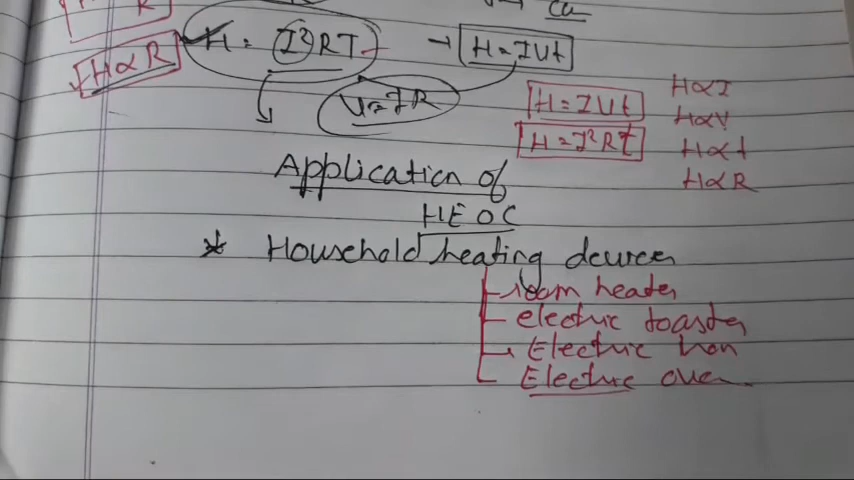 R
Cu
H ∝ R
H = I²RT
→ H = IVt
V = IR
H = IVt
H = I²Rt
H∝I
H∝V
H∝t
H∝R
Application of
HEOC
* Household heating devices
room heater
electric toaster
Electric Iron
Electric oven